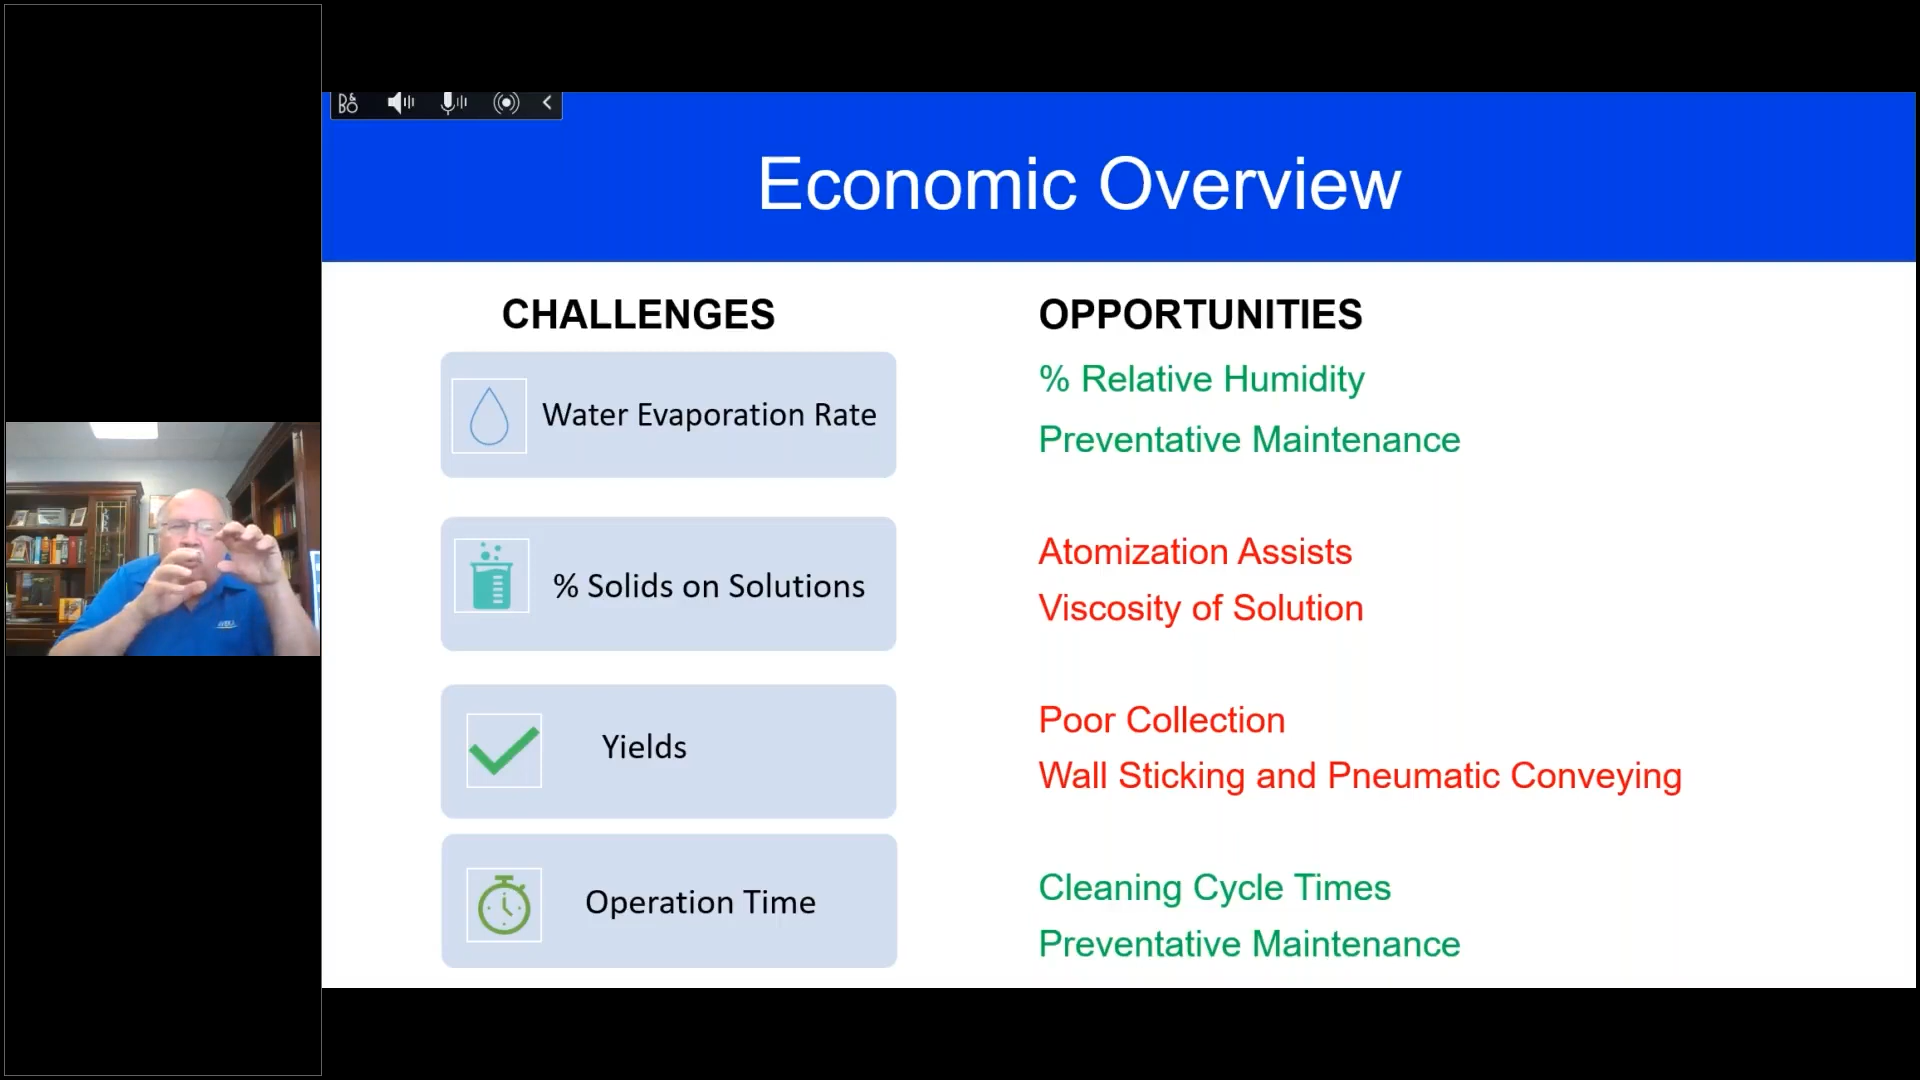 Economic Overview
CHALLENGES
OPPORTUNITIES
Water Evaporation Rate
% Relative Humidity
Preventative Maintenance
% Solids on Solutions
Atomization Assists
Viscosity of Solution
Yields
Poor Collection
Wall Sticking and Pneumatic Conveying
Operation Time
Cleaning Cycle Times
Preventative Maintenance